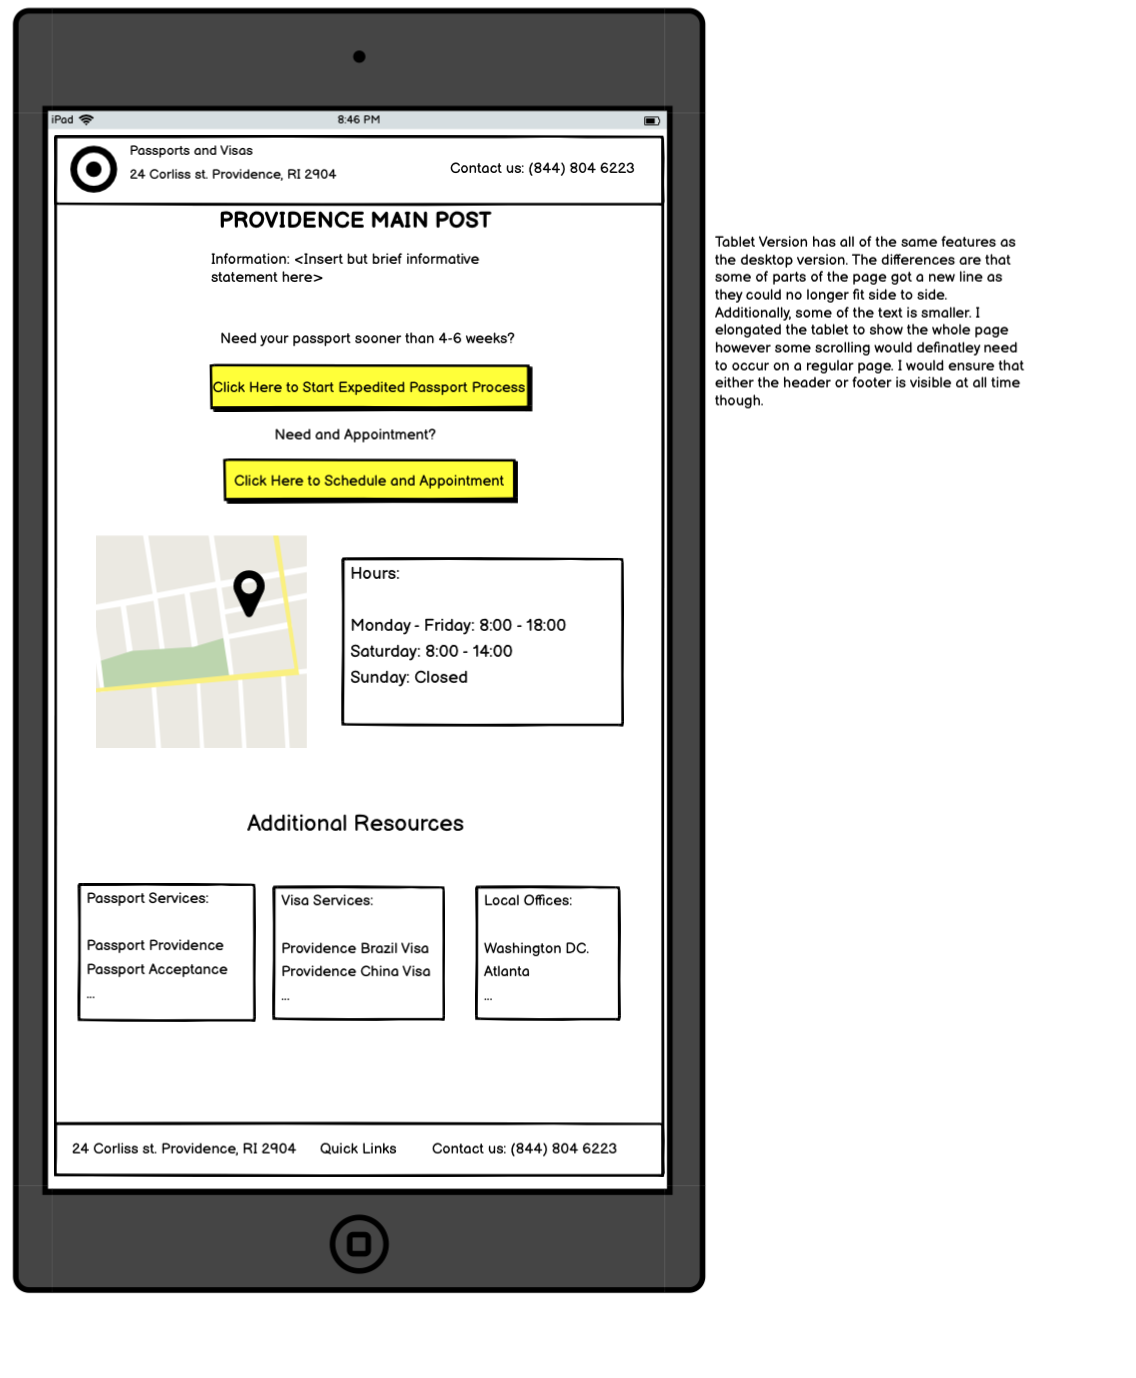 iPad
8:46 PM
Passports and Visas
24 Corliss st. Providence, RI 2904
Contact us: (844) 804 6223
PROVIDENCE MAIN POST
Information: <Insert but brief informative
statement here>
Need your passport sooner than 4-6 weeks?
Click Here to Start Expedited Passport Process
Need and Appointment?
Click Here to Schedule and Appointment
Hours:
Monday - Friday: 8:00 - 18:00
Saturday: 8:00 - 14:00
Sunday: Closed
Additional Resources
Passport Services:
Passport Providence
Passport Acceptance
...
Visa Services:
Providence Brazil Visa
Providence China Visa
...
Local Offices:
Washington DC.
Atlanta
...
24 Corliss st. Providence, RI 2904
Quick Links
Contact us: (844) 804 6223
Tablet Version has all of the same features as
the desktop version. The differences are that
some of parts of the page got a new line as
they could no longer fit side to side.
Additionally, some of the text is smaller. I
elongated the tablet to show the whole page
however some scrolling would definatley need
to occur on a regular page. I would ensure that
either the header or footer is visible at all time
though.